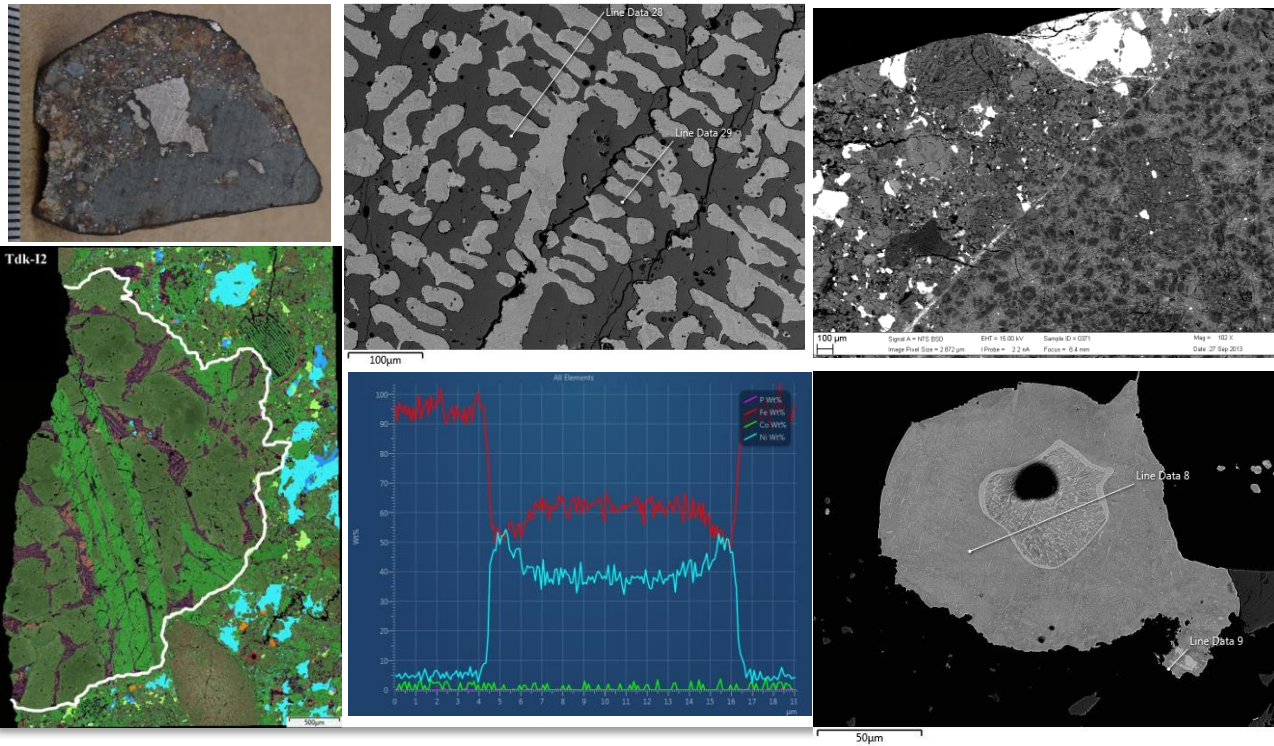 Line Data 28
Line Data 29
100µm
100 µm
Signal A = NTS BSD
EHT = 15.00 kV
Sample ID = 0371
Mag = 102 X
Image Pixel Size = 2.872 µm
I Probe = 2.2 nA
Focus = 8.4 mm
Date :27 Sep 2013
Tdk-I2
500µm
All Elements
P Wt%
Fe Wt%
Co Wt%
Ni Wt%
Wt%
100
90
80
70
60
50
40
30
20
10
0
0 1 2 3 4 5 6 7 8 9 10 11 12 13 14 15 16 17 18 19
µm
Line Data 8
Line Data 9
50µm